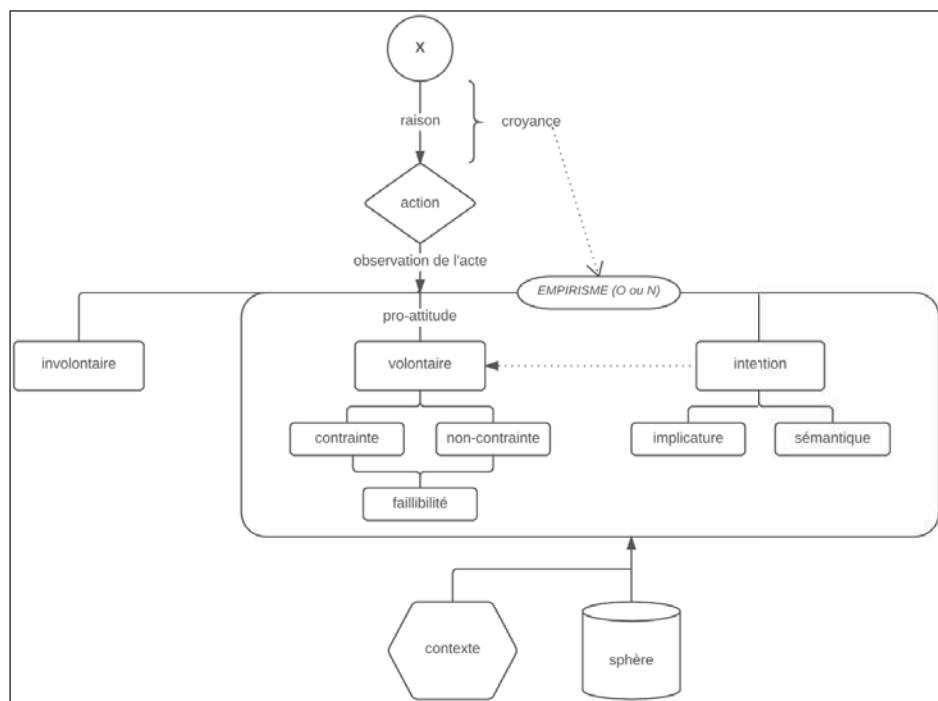 X
raison
croyance
action
observation de l'acte
EMPIRISME (O ou N)
pro-attitude
involontaire
volontaire
intention
contrainte
non-contrainte
implicature
sémantique
faillibilité
contexte
sphère